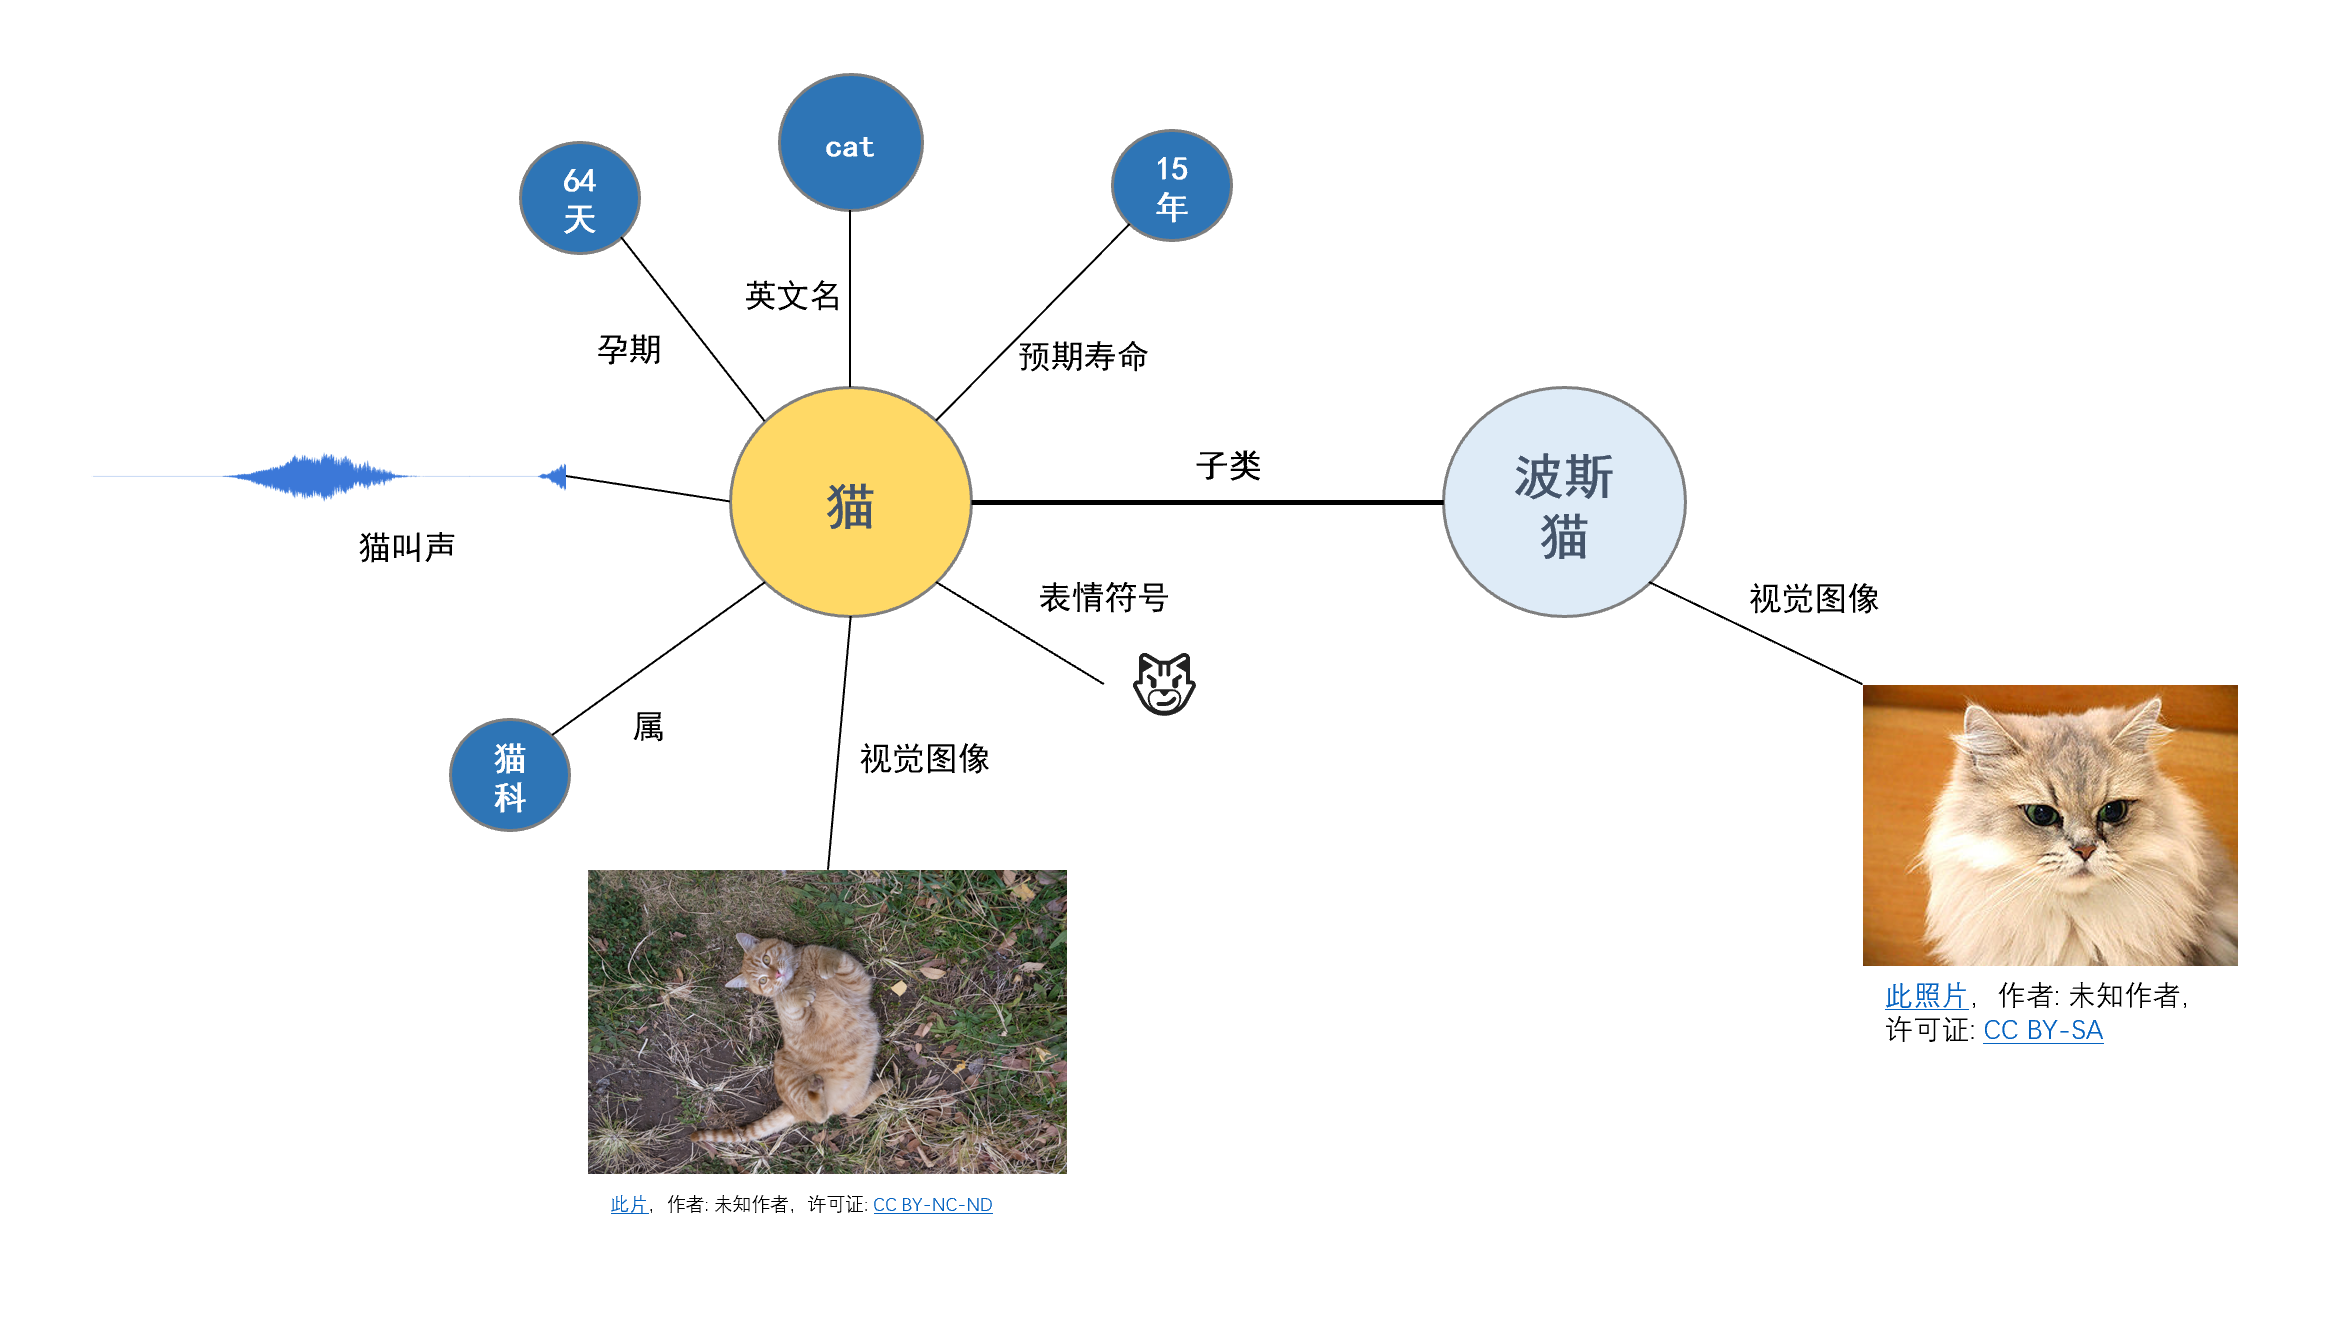 cat
64
天
15
年
英文名
孕期
预期寿命
子类
猫
波斯
猫
猫叫声
表情符号
视觉图像
属
猫
科
视觉图像
此照片, 作者: 未知作者,
许可证: CC BY-SA
此片, 作者: 未知作者, 许可证: CC BY-NC-ND